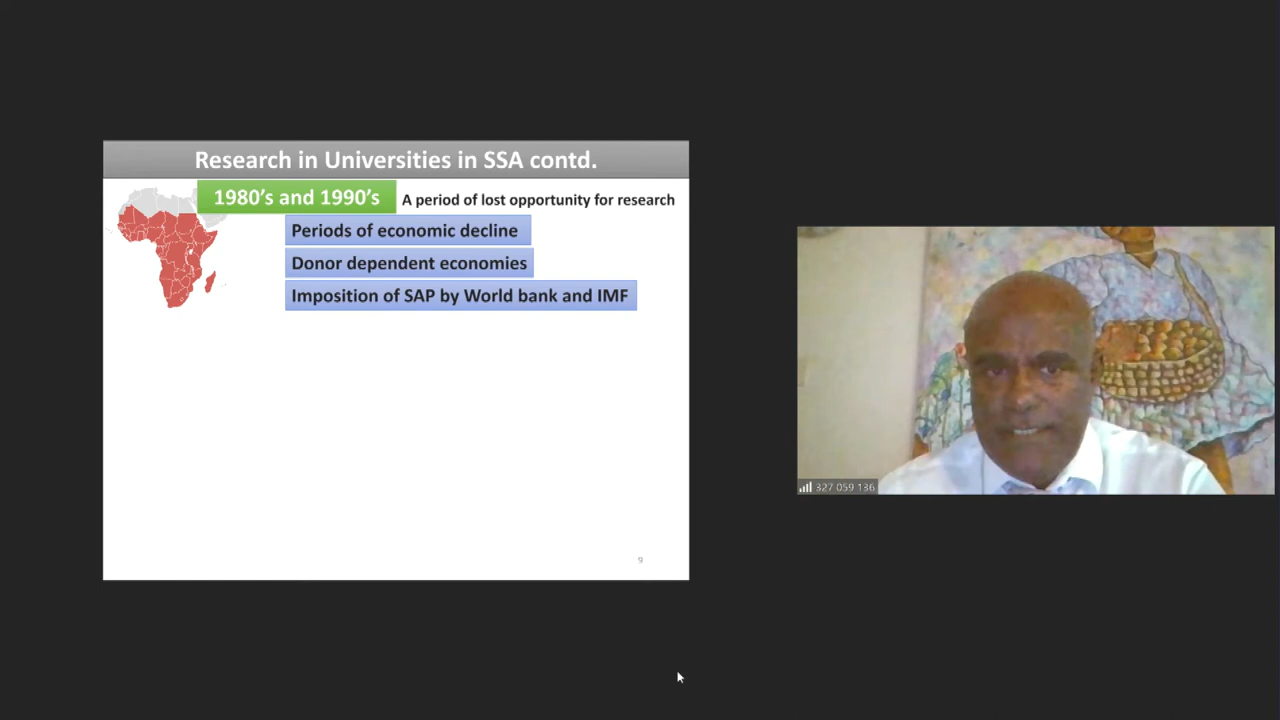 Research in Universities in SSA contd.
1980's and 1990's
A period of lost opportunity for research
Periods of economic decline
Donor dependent economies
Imposition of SAP by World bank and IMF
9
327 059 136